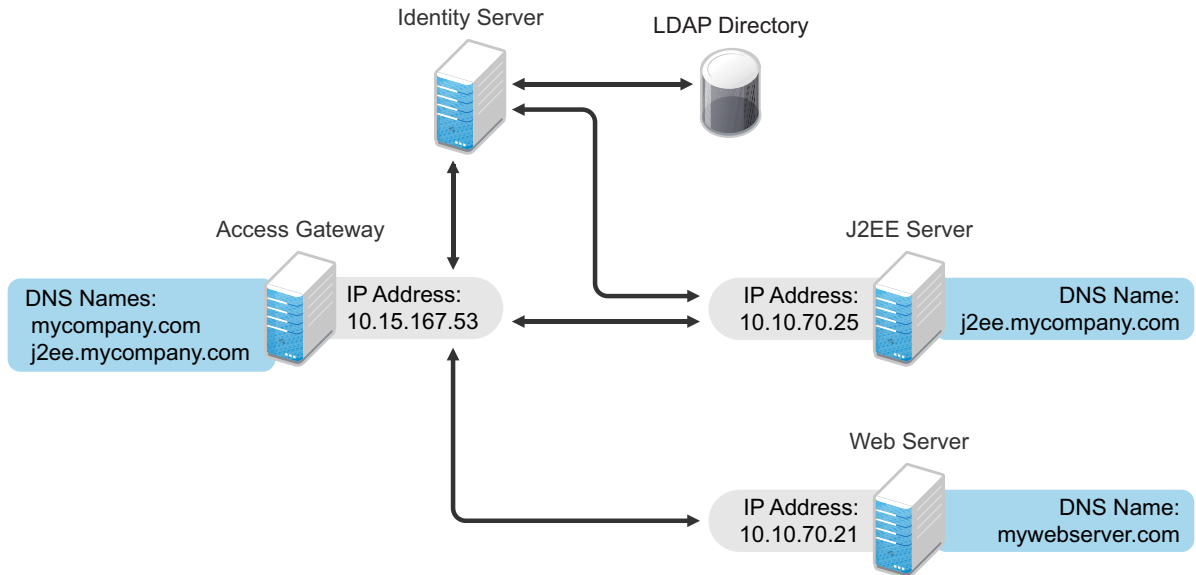 Identity Server
LDAP Directory
Access Gateway
DNS Names:
mycompany.com
j2ee.mycompany.com
IP Address:
10.15.167.53
J2EE Server
IP Address:
10.10.70.25
DNS Name:
j2ee.mycompany.com
Web Server
IP Address:
10.10.70.21
DNS Name:
mywebserver.com